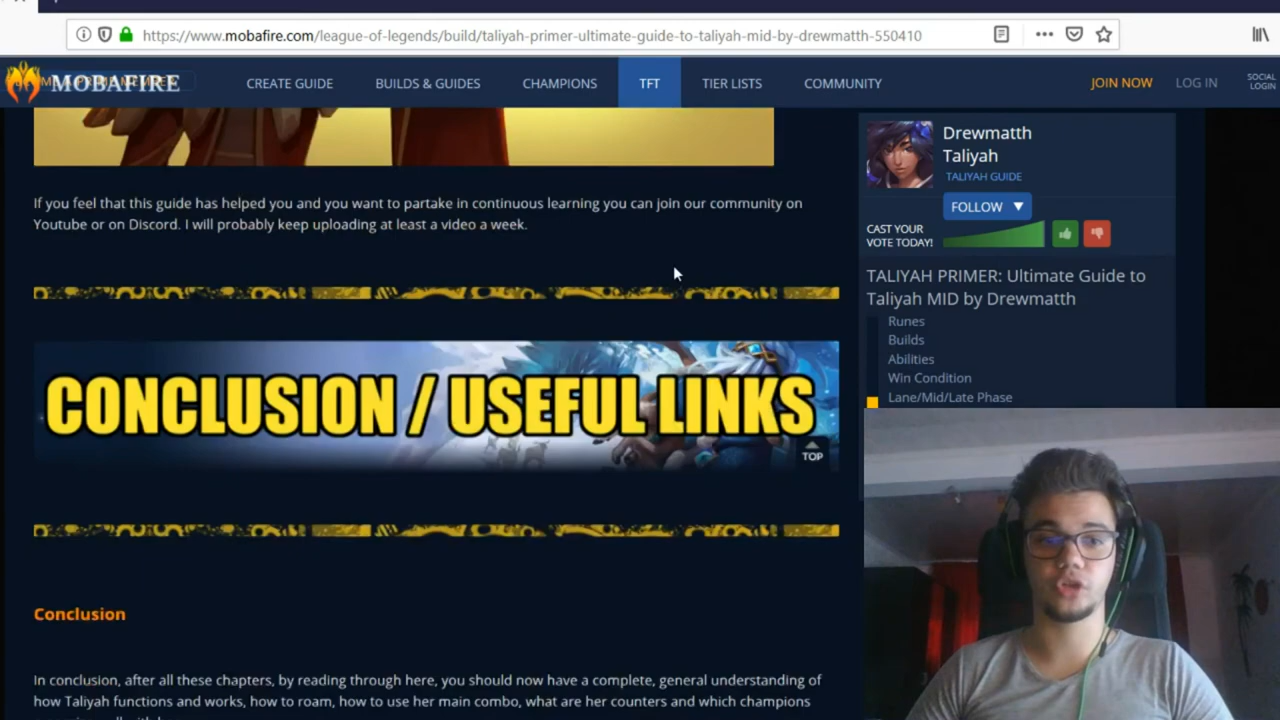 https://www.mobafire.com/league-of-legends/build/taliyah-primer-ultimate-guide-to-taliyah-mid-by-drewmatth-550410
MOBAFIRE
CREATE GUIDE
BUILDS & GUIDES
CHAMPIONS
TFT
TIER LISTS
COMMUNITY
JOIN NOW
LOG IN
SOCIAL
LOGIN
If you feel that this guide has helped you and you want to partake in continuous learning you can join our community on
Youtube or on Discord. I will probably keep uploading at least a video a week.
CONCLUSION / USEFUL LINKS
TOP
Conclusion
In conclusion, after all these chapters, by reading through here, you should now have a complete, general understanding of
how Taliyah functions and works, how to roam, how to use her main combo, what are her counters and which champions
Drewmatth
Taliyah
TALIYAH GUIDE
FOLLOW
CAST YOUR
VOTE TODAY!
TALIYAH PRIMER: Ultimate Guide to
Taliyah MID by Drewmatth
Runes
Builds
Abilities
Win Condition
Lane/Mid/Late Phase